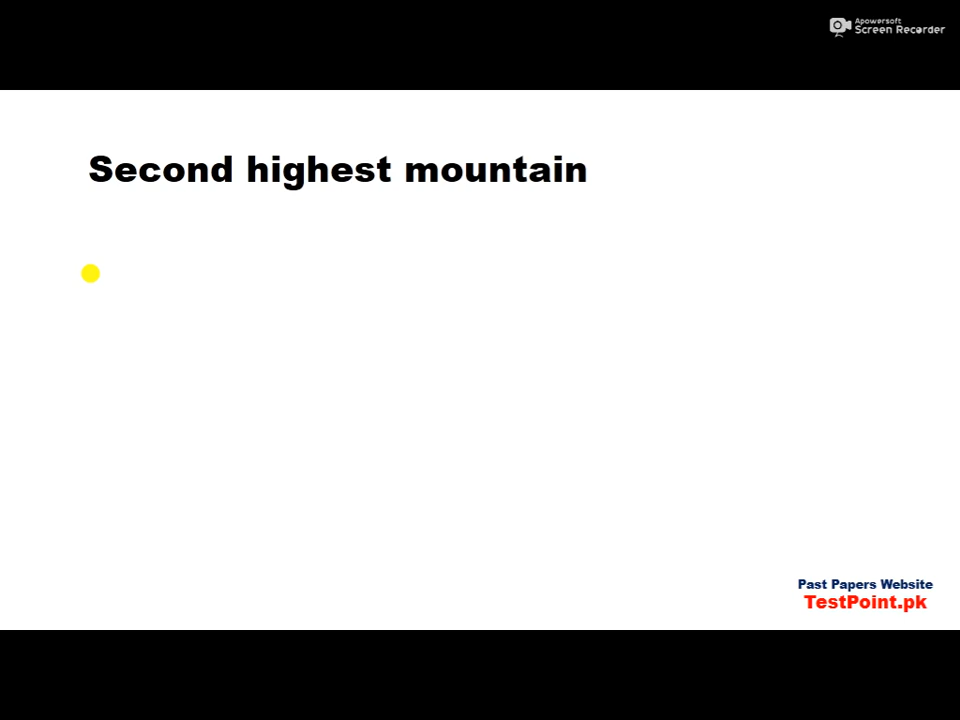 Apowersoft
Screen Recorder
Second highest mountain
Past Papers Website
TestPoint.pk